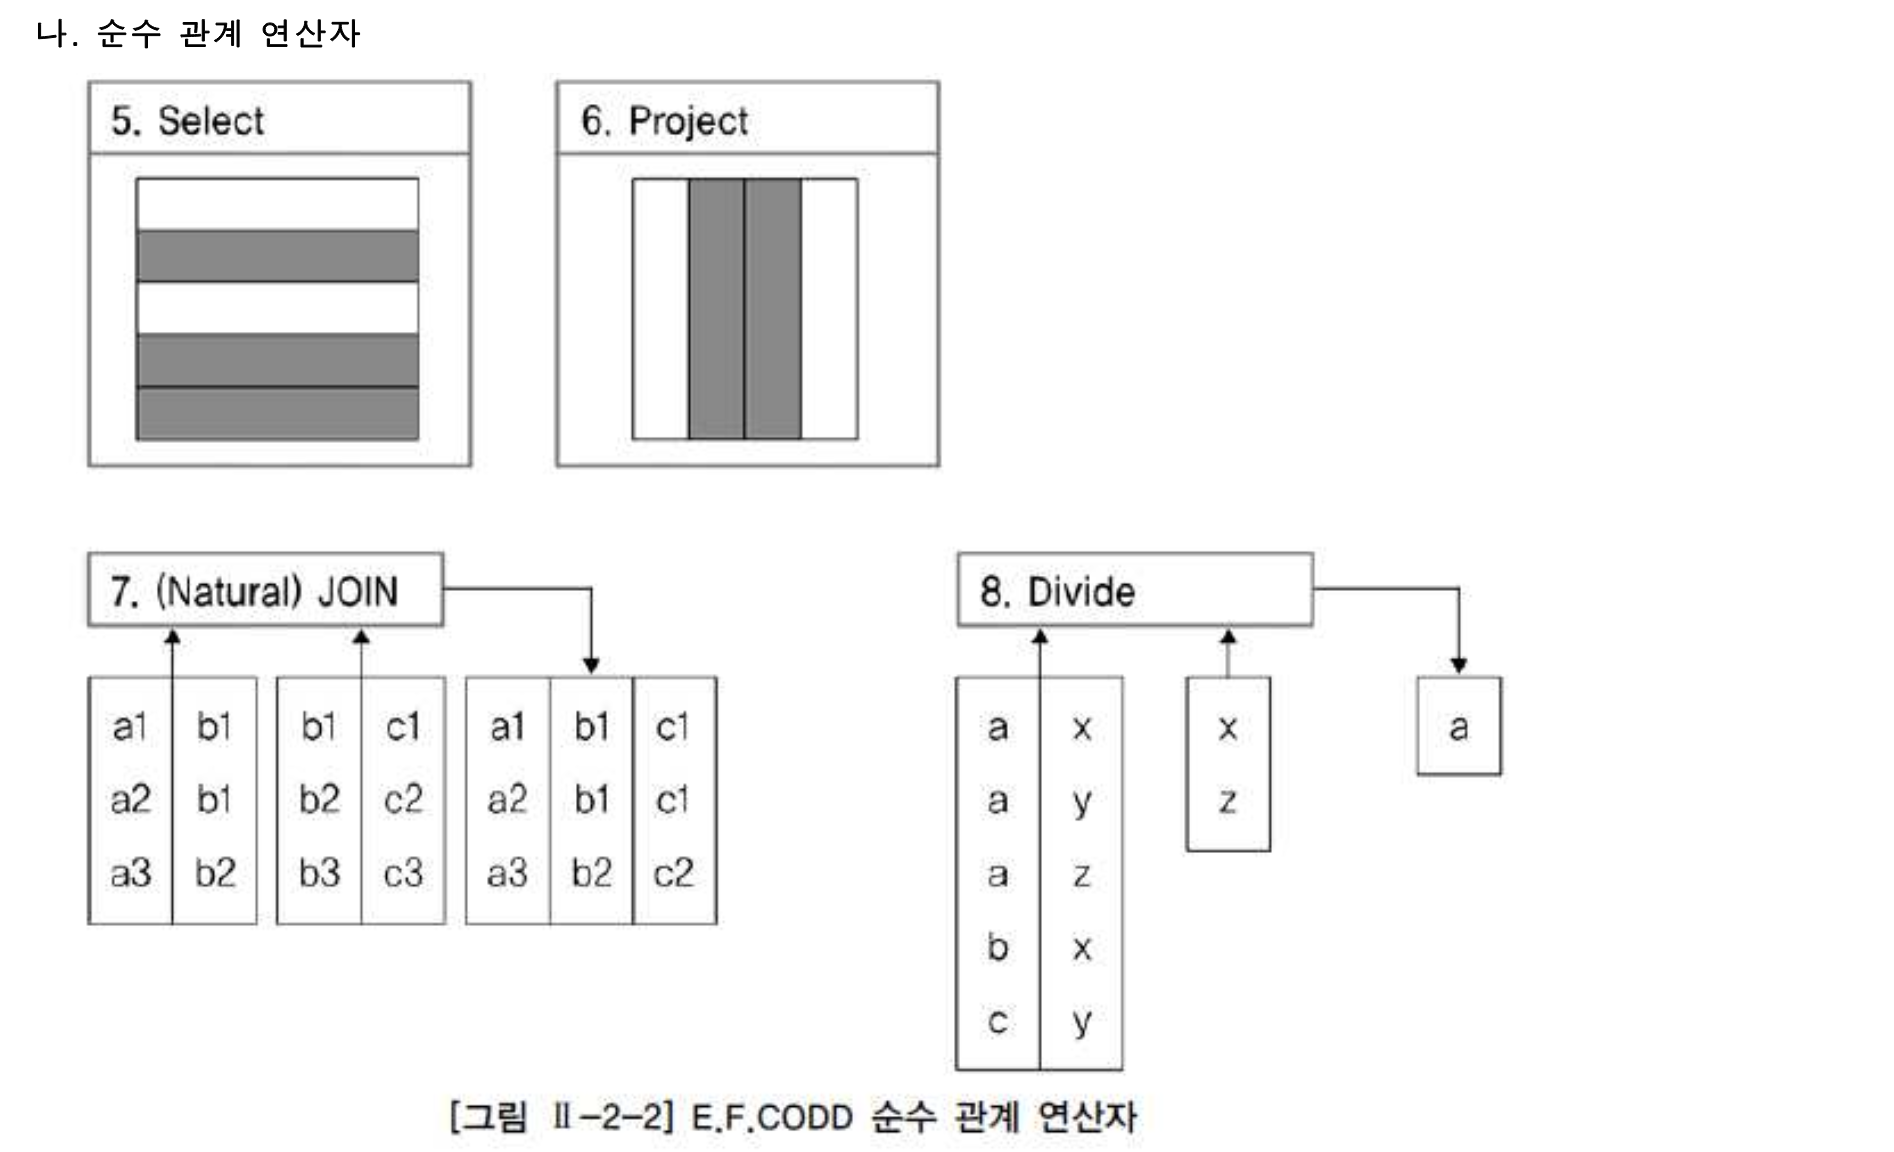 나. 순수 관계 연산자
5. Select
6. Project
7. (Natural) JOIN
a1 b1
a2 b1
a3 b2
b1 c1
b2 c2
b3 c3
a1 b1 c1
a2 b1 c1
a3 b2 c2
8. Divide
a x
a y
a z
b x
c y
x
z
a
[그림 Ⅱ-2-2] E.F.CODD 순수 관계 연산자